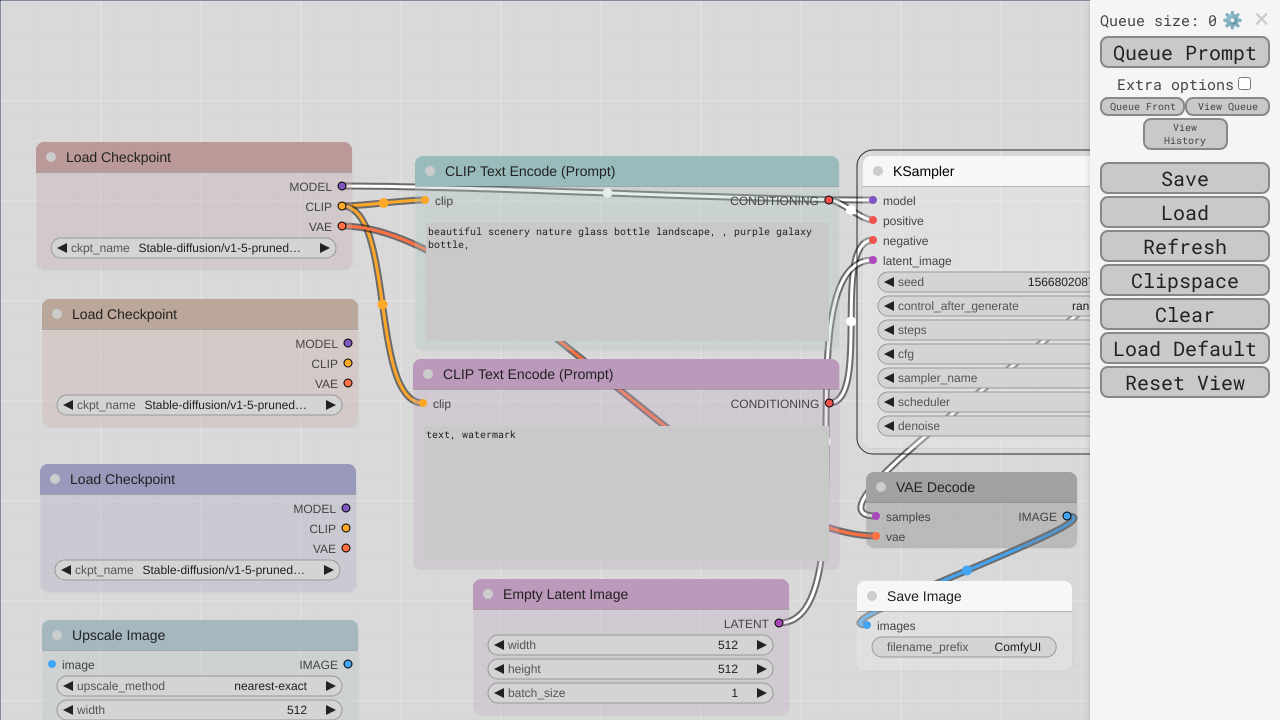 Queue size: 0
Queue Prompt
Extra options
Queue Front
View Queue
View
History
Save
Load
Refresh
Clipspace
Clear
Load Default
Reset View
Load Checkpoint
MODEL
CLIP
VAE
ckpt_name Stable-diffusion/v1-5-pruned…
Load Checkpoint
MODEL
CLIP
VAE
ckpt_name Stable-diffusion/v1-5-pruned…
Load Checkpoint
MODEL
CLIP
VAE
ckpt_name Stable-diffusion/v1-5-pruned…
Upscale Image
image IMAGE
upscale_method nearest-exact
width 512
CLIP Text Encode (Prompt)
clip CONDITIONING
beautiful scenery nature glass bottle landscape, , purple galaxy
bottle,
CLIP Text Encode (Prompt)
clip CONDITIONING
text, watermark
Empty Latent Image
LATENT
width 512
height 512
batch_size 1
KSampler
model
positive
negative
latent_image
seed 156680208
control_after_generate ran
steps
cfg
sampler_name
scheduler
denoise
VAE Decode
samples IMAGE
vae
Save Image
images
filename_prefix ComfyUI